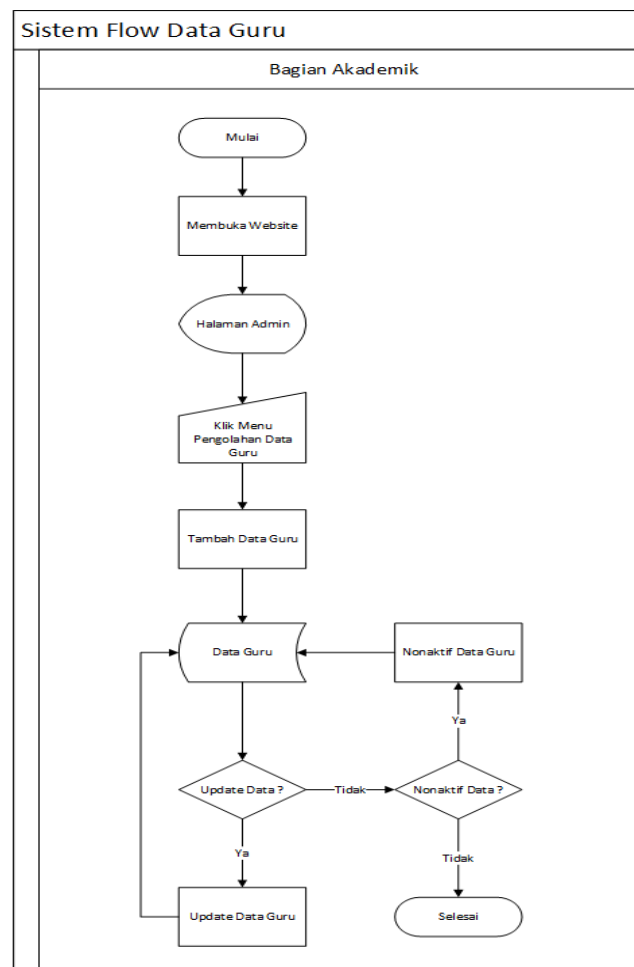 Sistem Flow Data Guru
Bagian Akademik
Mulai
Membuka Website
Halaman Admin
Klik Menu
Pengolahan Data
Guru
Tambah Data Guru
Data Guru
Nonaktif Data Guru
Ya
Update Data ?
Tidak
Nonaktif Data ?
Ya
Tidak
Update Data Guru
Selesai